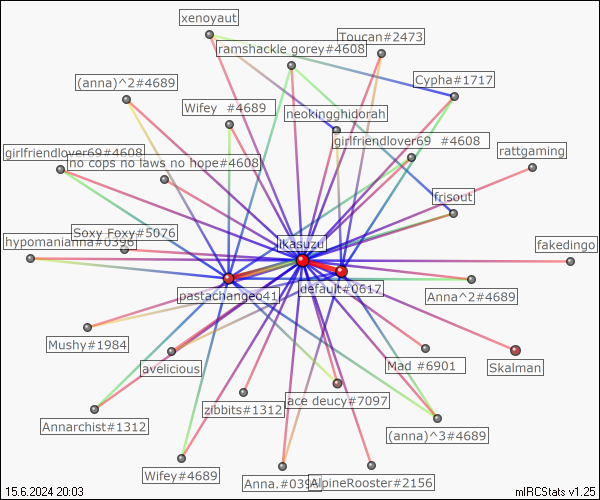 xenoyaut
Toucan#2473
ramshackle gorey#4608
Cypha#1717
(anna)^2#4689
Wifey #4689
neokingghidorah
girlfriendlover69 #4608
girlfriendlover69#4608
rattgaming
no cops no laws no hope#4608
frisout
Soxy Foxy#5076
hypomanianna#0396
ikasuzu
fakedingo
pastachangeo41
default#0617
Anna^2#4689
Mushy#1984
avelicious
Mad #6901
Skalman
ace deucy#7097
zibbits#1312
Annarchist#1312
(anna)^3#4689
Wifey#4689
AlpineRooster#2156
15.6.2024 20:03
mIRCStats v1.25